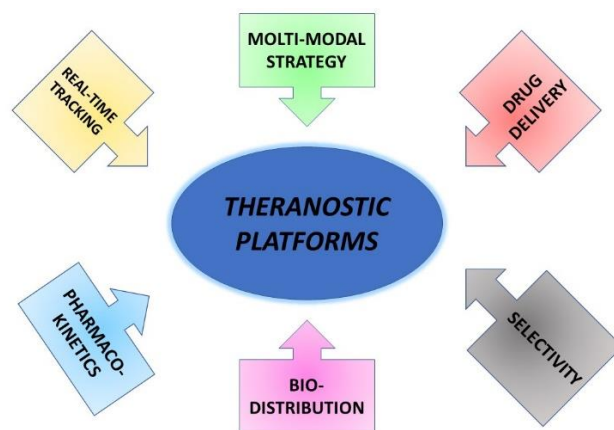 MOLTI-MODAL
STRATEGY
REAL-TIME
TRACKING
DRUG
DELIVERY
THERANOSTIC
PLATFORMS
PHARMACO-
KINETICS
BIO-
DISTRIBUTION
SELECTIVITY